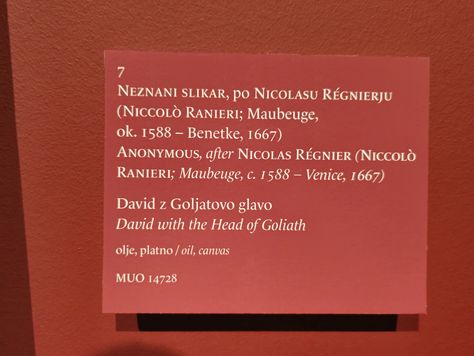 7
Neznani slikar, po Nicolasu Régnierju
(Niccolò Ranieri; Maubeuge,
ok. 1588 – Benetke, 1667)
Anonymous, after Nicolas Régnier (Niccolò
Ranieri; Maubeuge, c. 1588 – Venice, 1667)
David z Goljatovo glavo
David with the Head of Goliath
olje, platno / oil, canvas
MUO 14728